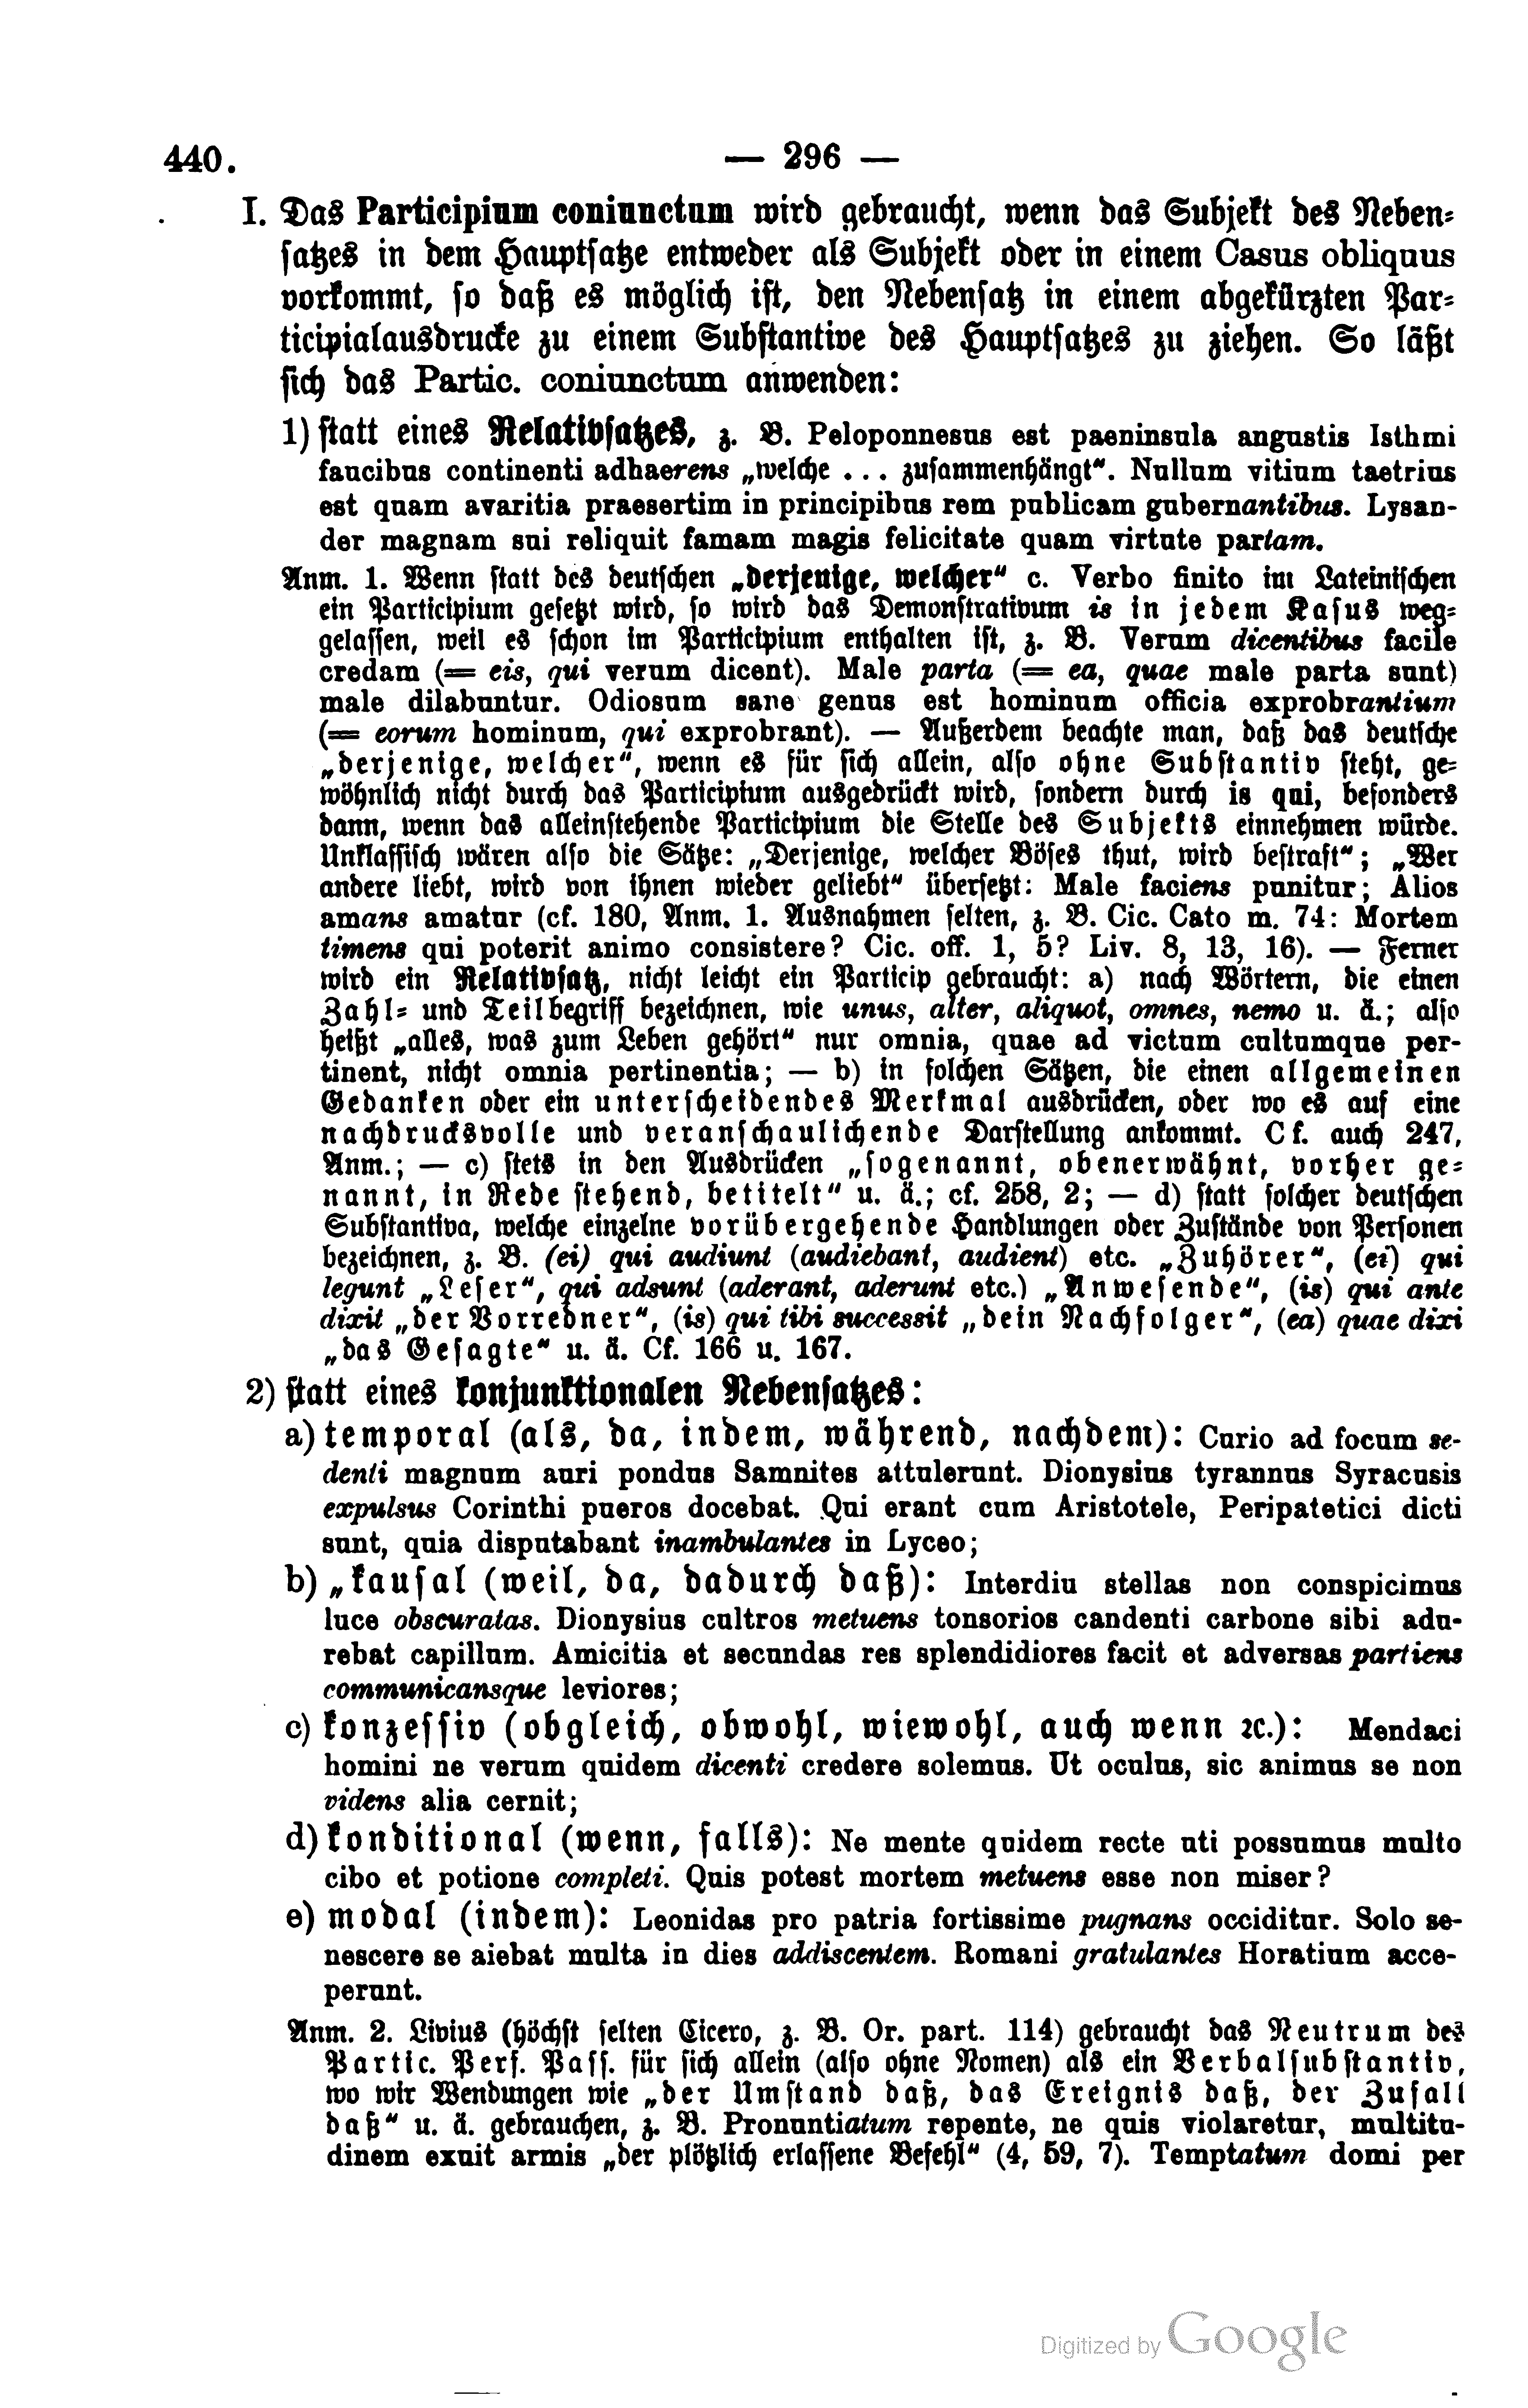 440.
— 296 —
I. Das Participium coniunctum wird gebraucht, wenn das Subjekt des Neben-
satzes in dem Hauptsatze entweder als Subjekt oder in einem Casus obliquus
vorkommt, so daß es möglich ist, den Nebensatz in einem abgekürzten Par-
ticipialausdrucke zu einem Substantive des Hauptsatzes zu ziehen. So läßt
sich das Partic. coniunctum anwenden:
1) statt eines Relativsatzes, z. B. Peloponnesus est paeninsula angustis Isthmi
faucibus continenti adhaerens „welche ... zusammenhängt“. Nullum vitium taetrius
est quam avaritia praesertim in principibus rem publicam gubernantibus. Lysan-
der magnam sui reliquit famam magis felicitate quam virtute partam.
Anm. 1. Wenn statt des deutschen „derjenige, welcher“ c. Verbo finito im Lateinischen
ein Participium gesetzt wird, so wird das Demonstrativum is in jedem Kasus weg-
gelassen, weil es schon im Participium enthalten ist, z. B. Verum dicentibus facile
credam (= eis, qui verum dicent). Male parta (= ea, quae male parta sunt)
male dilabuntur. Odiosum sane genus est hominum officia exprobrantium
(= eorum hominum, qui exprobrant). — Außerdem beachte man, daß das deutsche
„derjenige, welcher“, wenn es für sich allein, also ohne Substantiv steht, ge-
wöhnlich nicht durch das Participium ausgedrückt wird, sondern durch is qui, besonders
dann, wenn das alleinstehende Participium die Stelle des Subjekts einnehmen würde.
Unklassisch wären also die Sätze: „Derjenige, welcher Böses thut, wird bestraft“; „Wer
andere liebt, wird von ihnen wieder geliebt“ übersetzt: Male faciens punitur; Alios
amans amatur (cf. 180, Anm. 1. Ausnahmen selten, z. B. Cic. Cato m. 74: Mortem
timens qui poterit animo consistere? Cic. off. 1, 5? Liv. 8, 13, 16). — Ferner
wird ein Relativsatz, nicht leicht ein Particip gebraucht: a) nach Wörtern, die einen
Zahl- und Teilbegriff bezeichnen, wie unus, alter, aliquot, omnes, nemo u. ä.; also
heißt „alles, was zum Leben gehört“ nur omnia, quae ad victum cultumque per-
tinent, nicht omnia pertinentia; — b) in solchen Sätzen, die einen allgemeinen
Gedanken oder ein unterscheidendes Merkmal ausdrücken, oder wo es auf eine
nachdrucksvolle und veranschaulichende Darstellung ankommt. Cf. auch 247,
Anm.; — c) stets in den Ausdrücken „sogenannt, obenerwähnt, vorher ge-
nannt, in Rede stehend, betitelt“ u. ä.; cf. 258, 2; — d) statt solcher deutschen
Substantiva, welche einzelne vorübergehende Handlungen oder Zustände von Personen
bezeichnen, z. B. (ei) qui audiunt (audiebant, audient) etc. „Zuhörer“, (ei) qui
legunt „Leser“, qui adsunt (aderant, aderunt etc.) „Anwesende“, (is) qui ante
dixit „der Vorredner“, (is) qui tibi successit „dein Nachfolger“, (ea) quae dixi
„das Gesagte“ u. ä. Cf. 166 u. 167.
2) statt eines konjunktionalen Nebensatzes:
a) temporal (als, da, indem, während, nachdem): Curio ad focum se-
denti magnum auri pondus Samnites attulerunt. Dionysius tyrannus Syracusis
expulsus Corinthi pueros docebat. Qui erant cum Aristotele, Peripatetici dicti
sunt, quia disputabant inambulantes in Lyceo;
b) „kausal (weil, da, dadurch daß): Interdiu stellas non conspicimus
luce obscuratas. Dionysius cultros metuens tonsorios candenti carbone sibi adu-
rebat capillum. Amicitia et secundas res splendidiores facit et adversas partiens
communicansque leviores;
c) konzessiv (obgleich, obwohl, wiewohl, auch wenn ꝛc.): Mendaci
homini ne verum quidem dicenti credere solemus. Ut oculus, sic animus se non
videns alia cernit;
d) konditional (wenn, falls): Ne mente quidem recte uti possumus multo
cibo et potione completi. Quis potest mortem metuens esse non miser?
e) modal (indem): Leonidas pro patria fortissime pugnans occiditur. Solo se-
nescere se aiebat multa in dies addiscentem. Romani gratulantes Horatium acce-
perunt.
Anm. 2. Livius (höchst selten Cicero, z. B. Or. part. 114) gebraucht das Neutrum des
Partic. Perf. Pass. für sich allein (also ohne Nomen) als ein Verbalsubstantiv,
wo wir Wendungen wie „der Umstand daß, das Ereignis daß, der Zufall
daß“ u. ä. gebrauchen, z. B. Pronuntiatum repente, ne quis violaretur, multitu-
dinem exuit armis „der plötzlich erlassene Befehl“ (4, 59, 7). Temptatum domi per
Digitized by Google